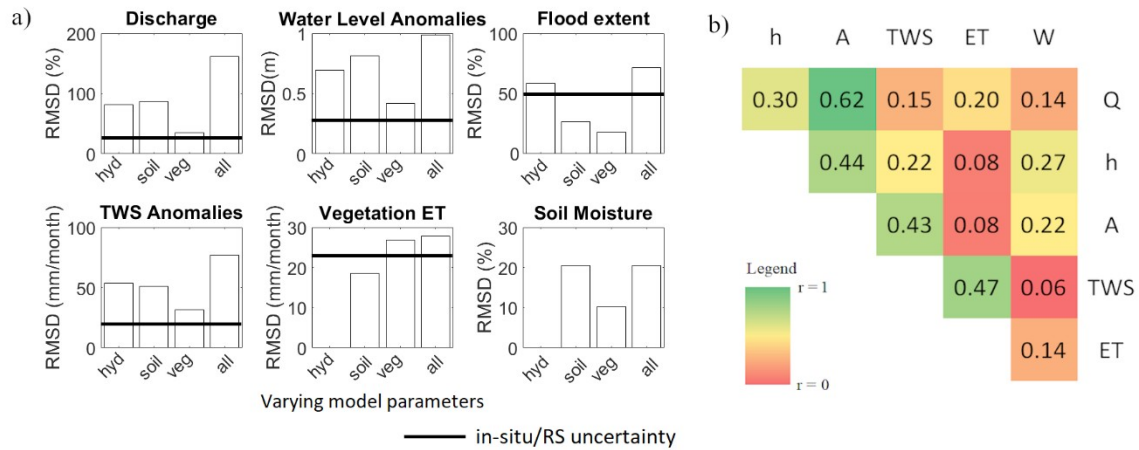 a)
Discharge
RMSD (%)
200
100
0
hyd soil veg all
Water Level Anomalies
RMSD(m)
1
0.5
0
hyd soil veg all
Flood extent
RMSD (%)
100
50
0
hyd soil veg all
TWS Anomalies
RMSD (mm/month)
100
50
0
hyd soil veg all
Vegetation ET
RMSD (mm/month)
30
20
10
0
hyd soil veg all
Soil Moisture
RMSD (%)
30
20
10
0
hyd soil veg all
Varying model parameters
in-situ/RS uncertainty
b)
h A TWS ET W
0.30 0.62 0.15 0.20 0.14 Q
0.44 0.22 0.08 0.27 h
0.43 0.08 0.22 A
0.47 0.06 TWS
0.14 ET
Legend
r = 1
r = 0